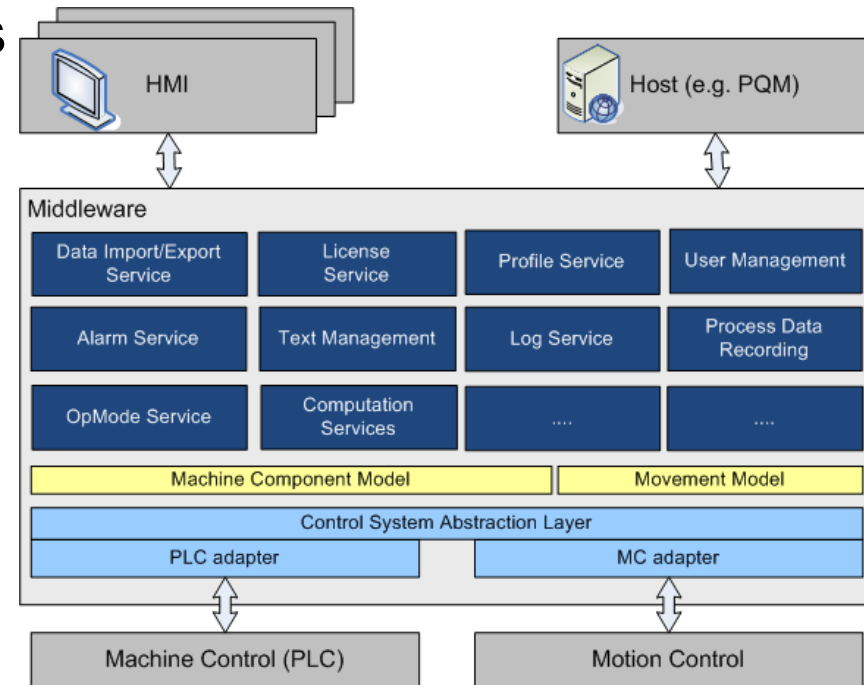 s
HMI
Host (e.g. PQM)
Middleware
Data Import/Export
Service
License
Service
Profile Service
User Management
Alarm Service
Text Management
Log Service
Process Data
Recording
OpMode Service
Computation
Services
....
....
Machine Component Model
Movement Model
Control System Abstraction Layer
PLC adapter
MC adapter
Machine Control (PLC)
Motion Control